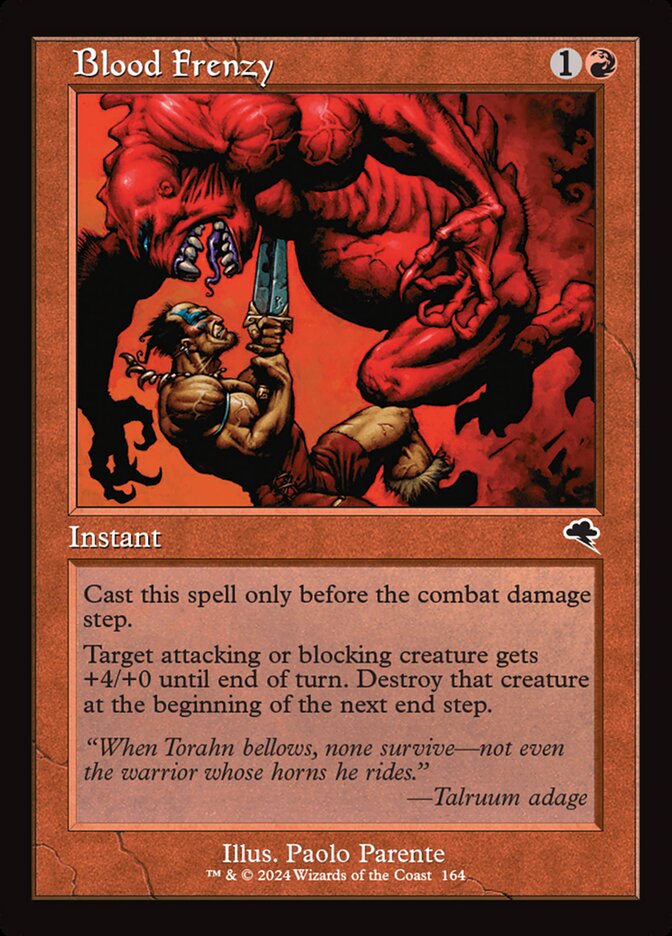 Blood Frenzy
1
Instant
Cast this spell only before the combat damage
step.
Target attacking or blocking creature gets
+4/+0 until end of turn. Destroy that creature
at the beginning of the next end step.
“When Torahn bellows, none survive—not even
the warrior whose horns he rides.”
—Talruum adage
Illus. Paolo Parente
™ & © 2024 Wizards of the Coast 164